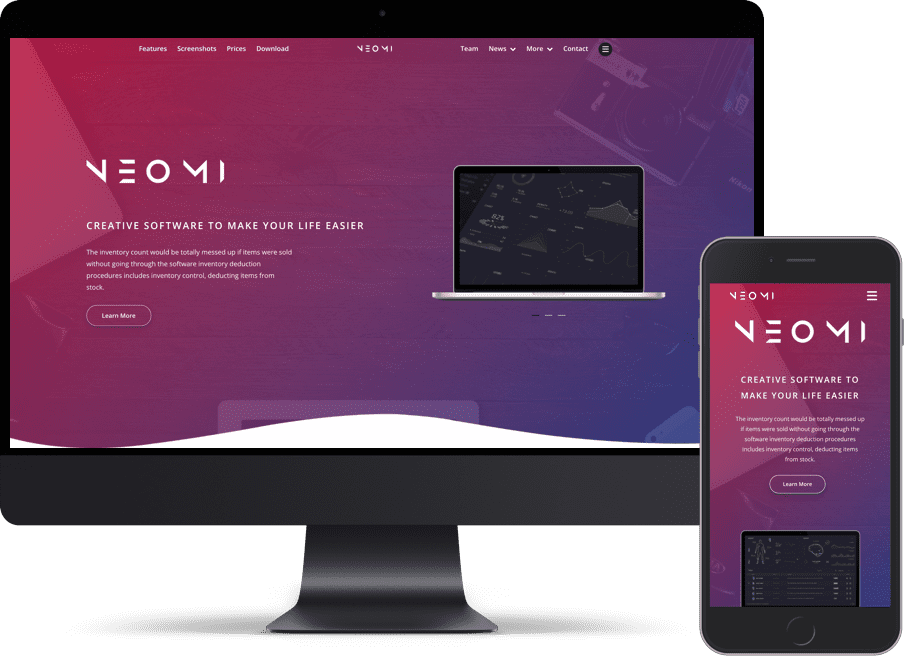 Features Screenshots Prices Download NEOMI Team News More Contact
NEOMI
CREATIVE SOFTWARE TO MAKE YOUR LIFE EASIER
The inventory count would be totally messed up if items were sold
without going through the software inventory deduction
procedures includes inventory control, deducting items from
stock.
Learn More
82%
Nikon
NEOMI
NEOMI
CREATIVE SOFTWARE TO
MAKE YOUR LIFE EASIER
The inventory count would be totally messed up
if items were sold without going through the
software inventory deduction procedures
includes inventory control, deducting items
from stock.
Learn More